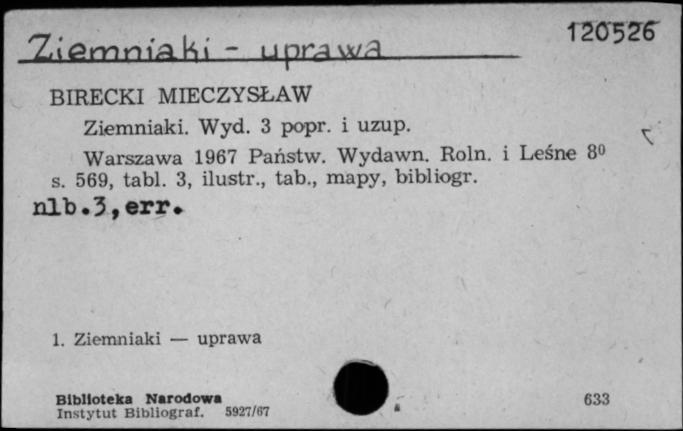 Ziemniaki - uprawa
120526
BIRECKI MIECZYSŁAW
Ziemniaki. Wyd. 3 popr. i uzup.
Warszawa 1967 Państw. Wydawn. Roln. i Leśne 8⁰
s. 569, tabl. 3, ilustr., tab., mapy, bibliogr.
nlb.3,err.
1. Ziemniaki — uprawa
Biblioteka Narodowa
Instytut Bibliograf. 5927/67
633